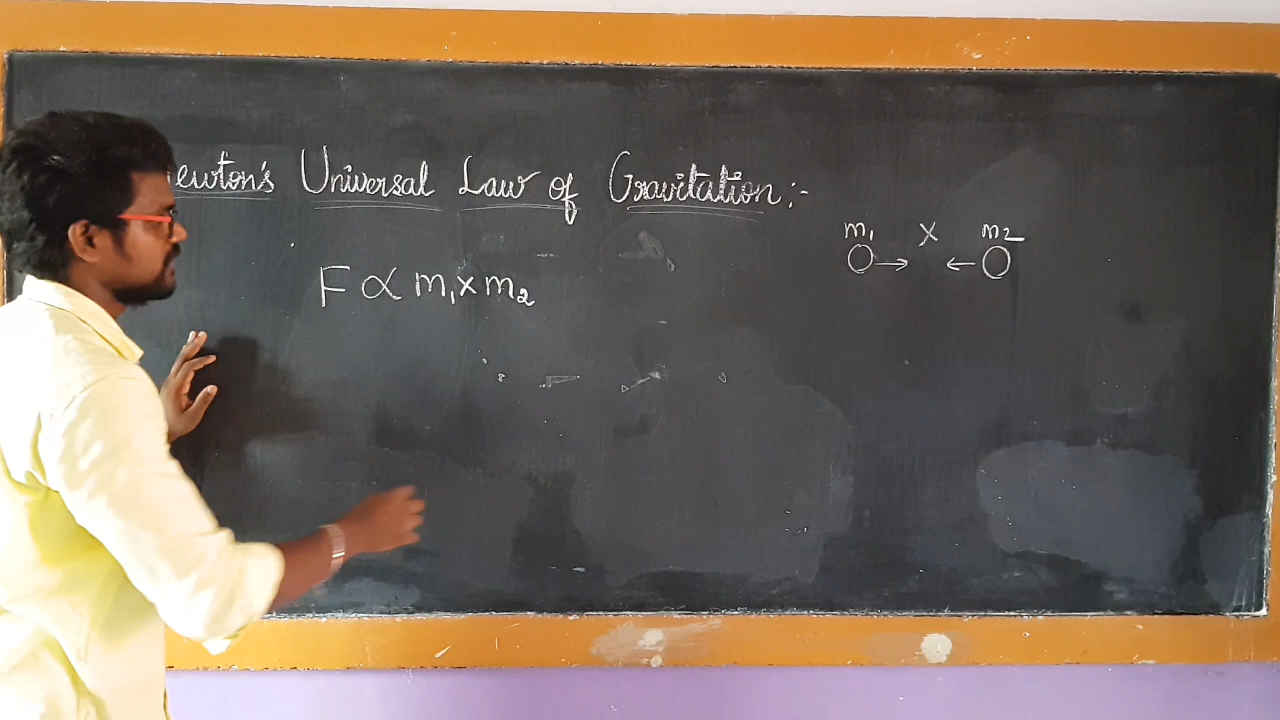 ewton's Universal Law of Gravitation :-
m₁ x m₂
F ∝ m₁ x m₂